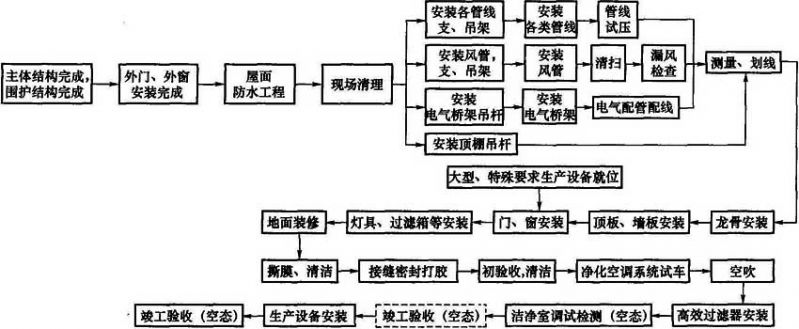 安装各管线
支、吊架
安装
各类管线
管线
试压
主体结构完成,
围护结构完成
外门、外窗
安装完成
屋面
防水工程
现场清理
安装风管,
支、吊架
安装
风管
清扫
漏风
检查
测量、划线
安装
电气桥架吊杆
安装
电气桥架
电气配管配线
安装顶棚吊杆
大型、特殊要求生产设备就位
地面装修
灯具、过滤箱等安装
门、窗安装
顶板、墙板安装
龙骨安装
撕膜、清洁
接缝密封打胶
初验收,清洁
净化空调系统试车
空吹
竣工验收（空态）
生产设备安装
竣工验收（空态）
洁净室调试检测（空态）
高效过滤器安装